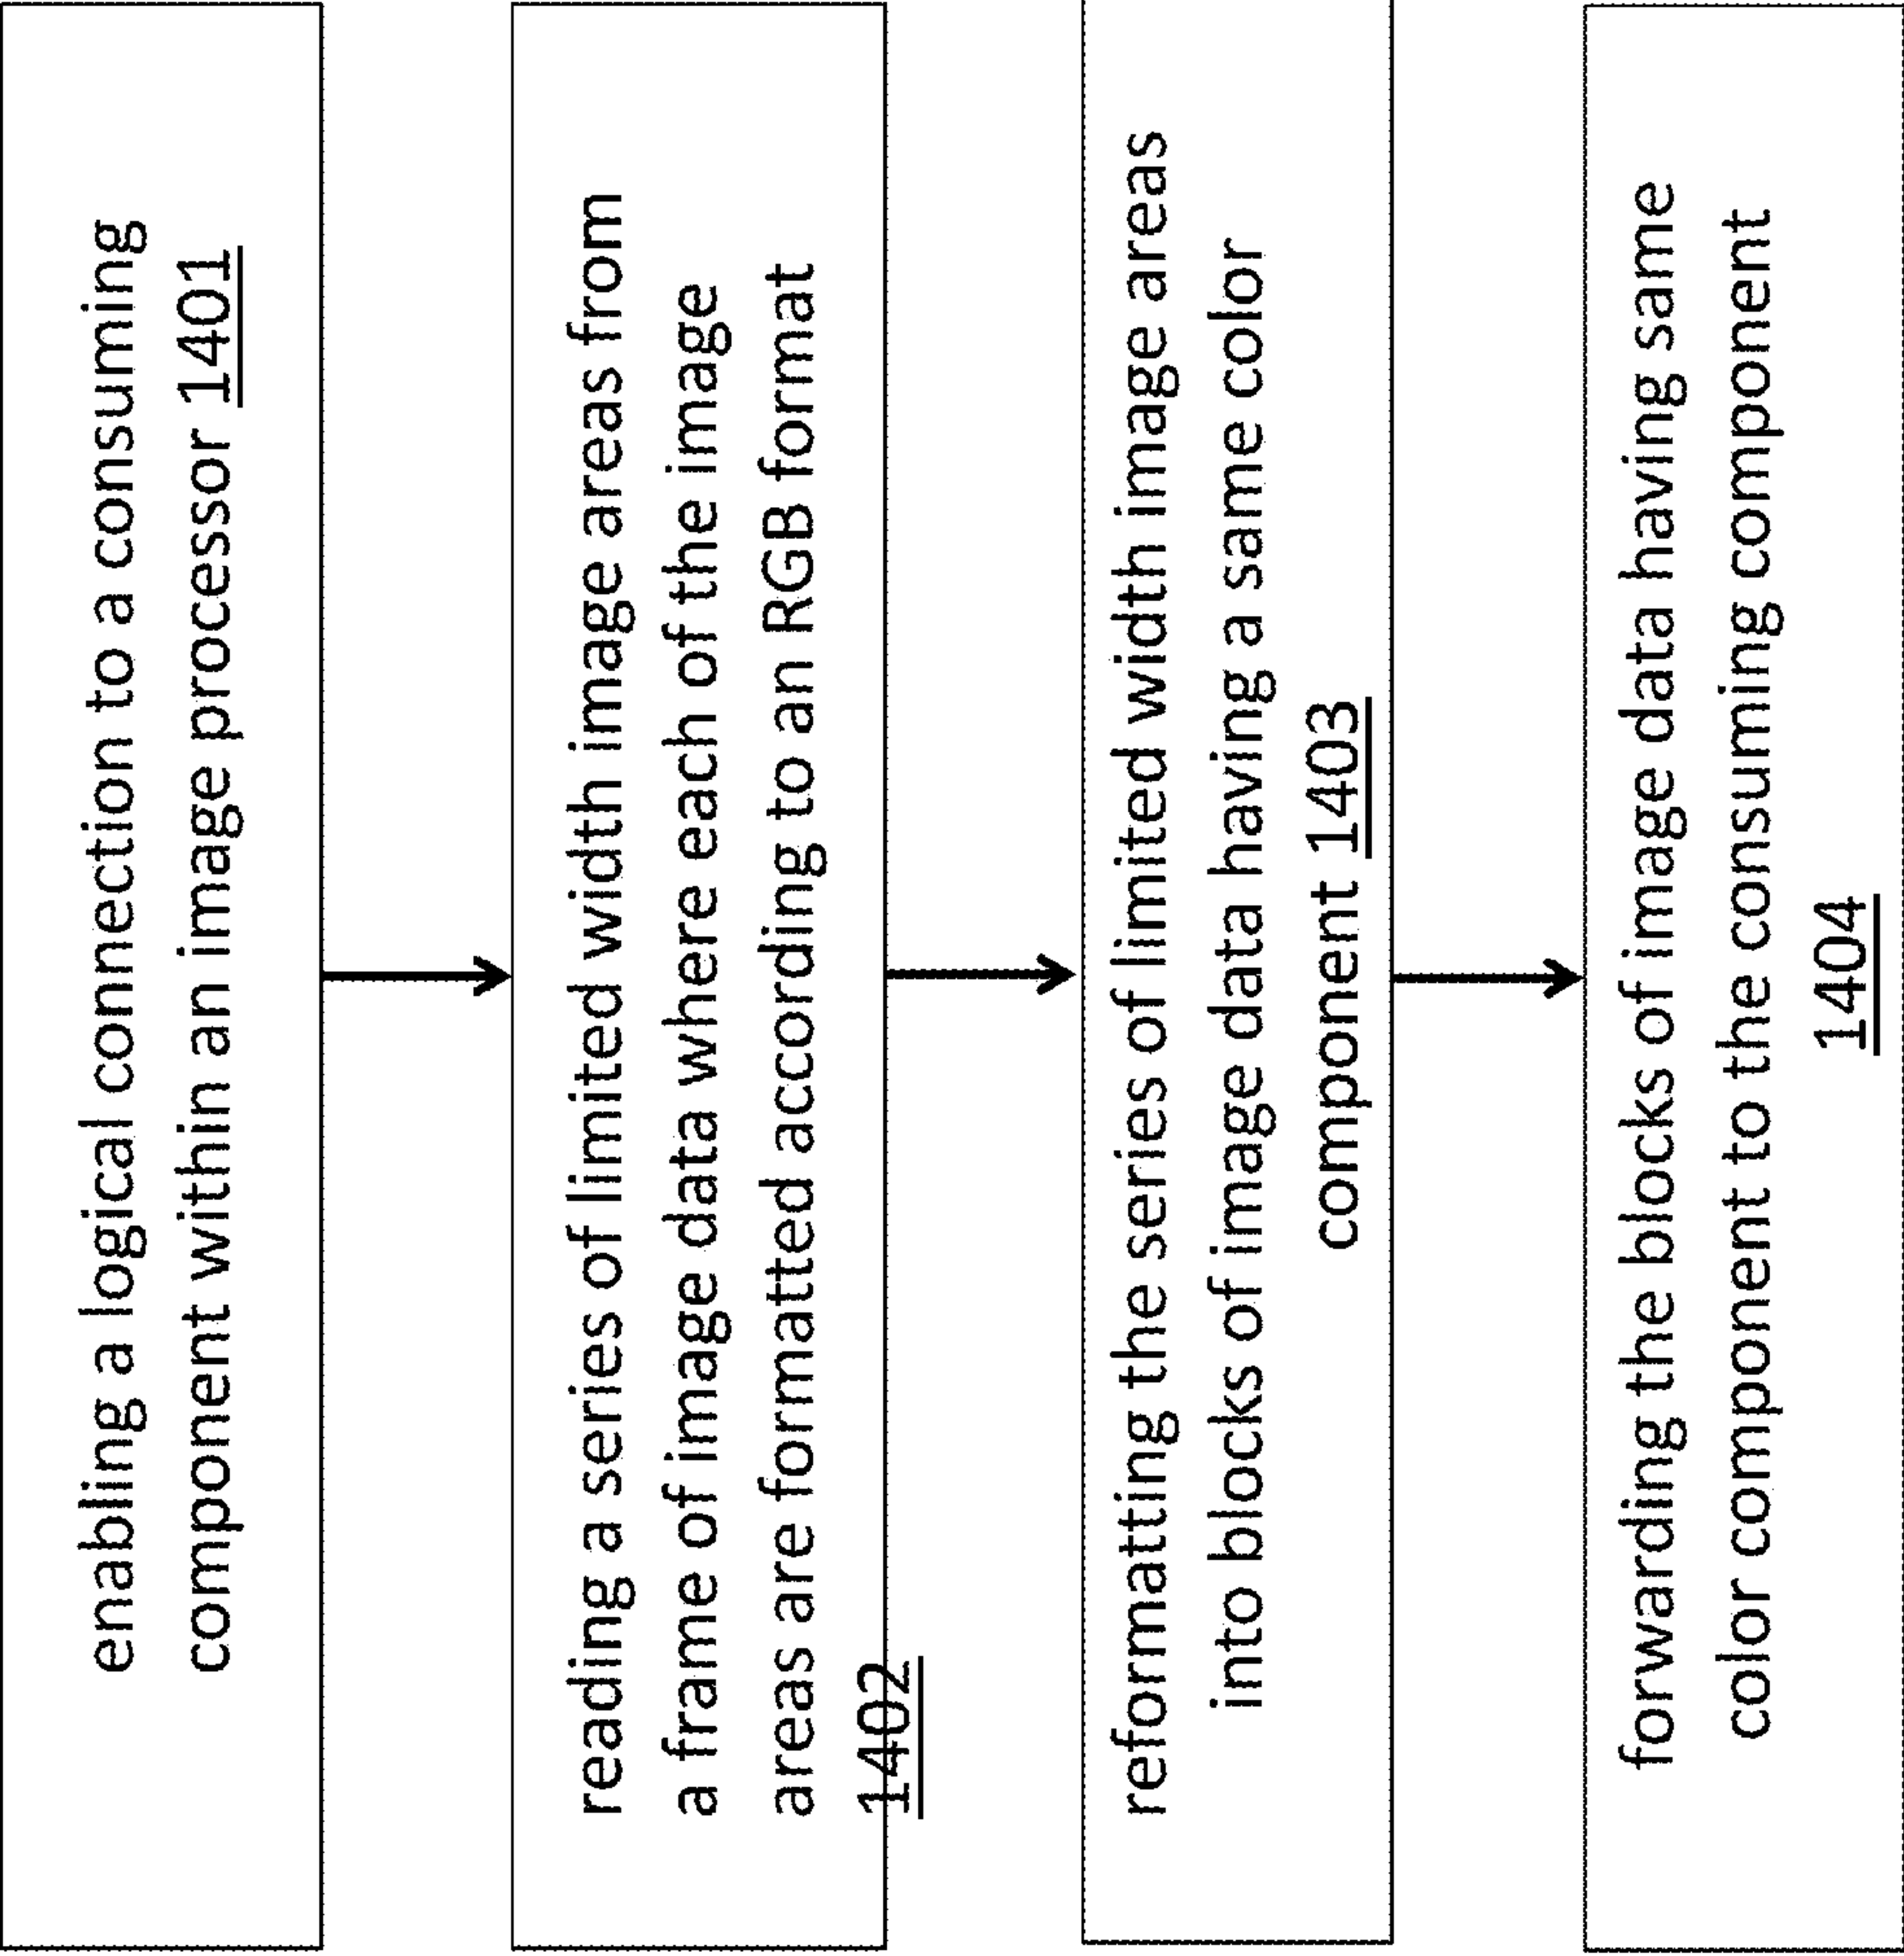 enabling a logical connection to a consuming
component within an image processor 1401
reading a series of limited width image areas from
a frame of image data where each of the image
areas are formatted according to an RGB format
1402
reformatting the series of limited width image areas
into blocks of image data having a same color
component 1403
forwarding the blocks of image data having same
color component to the consuming component
1404